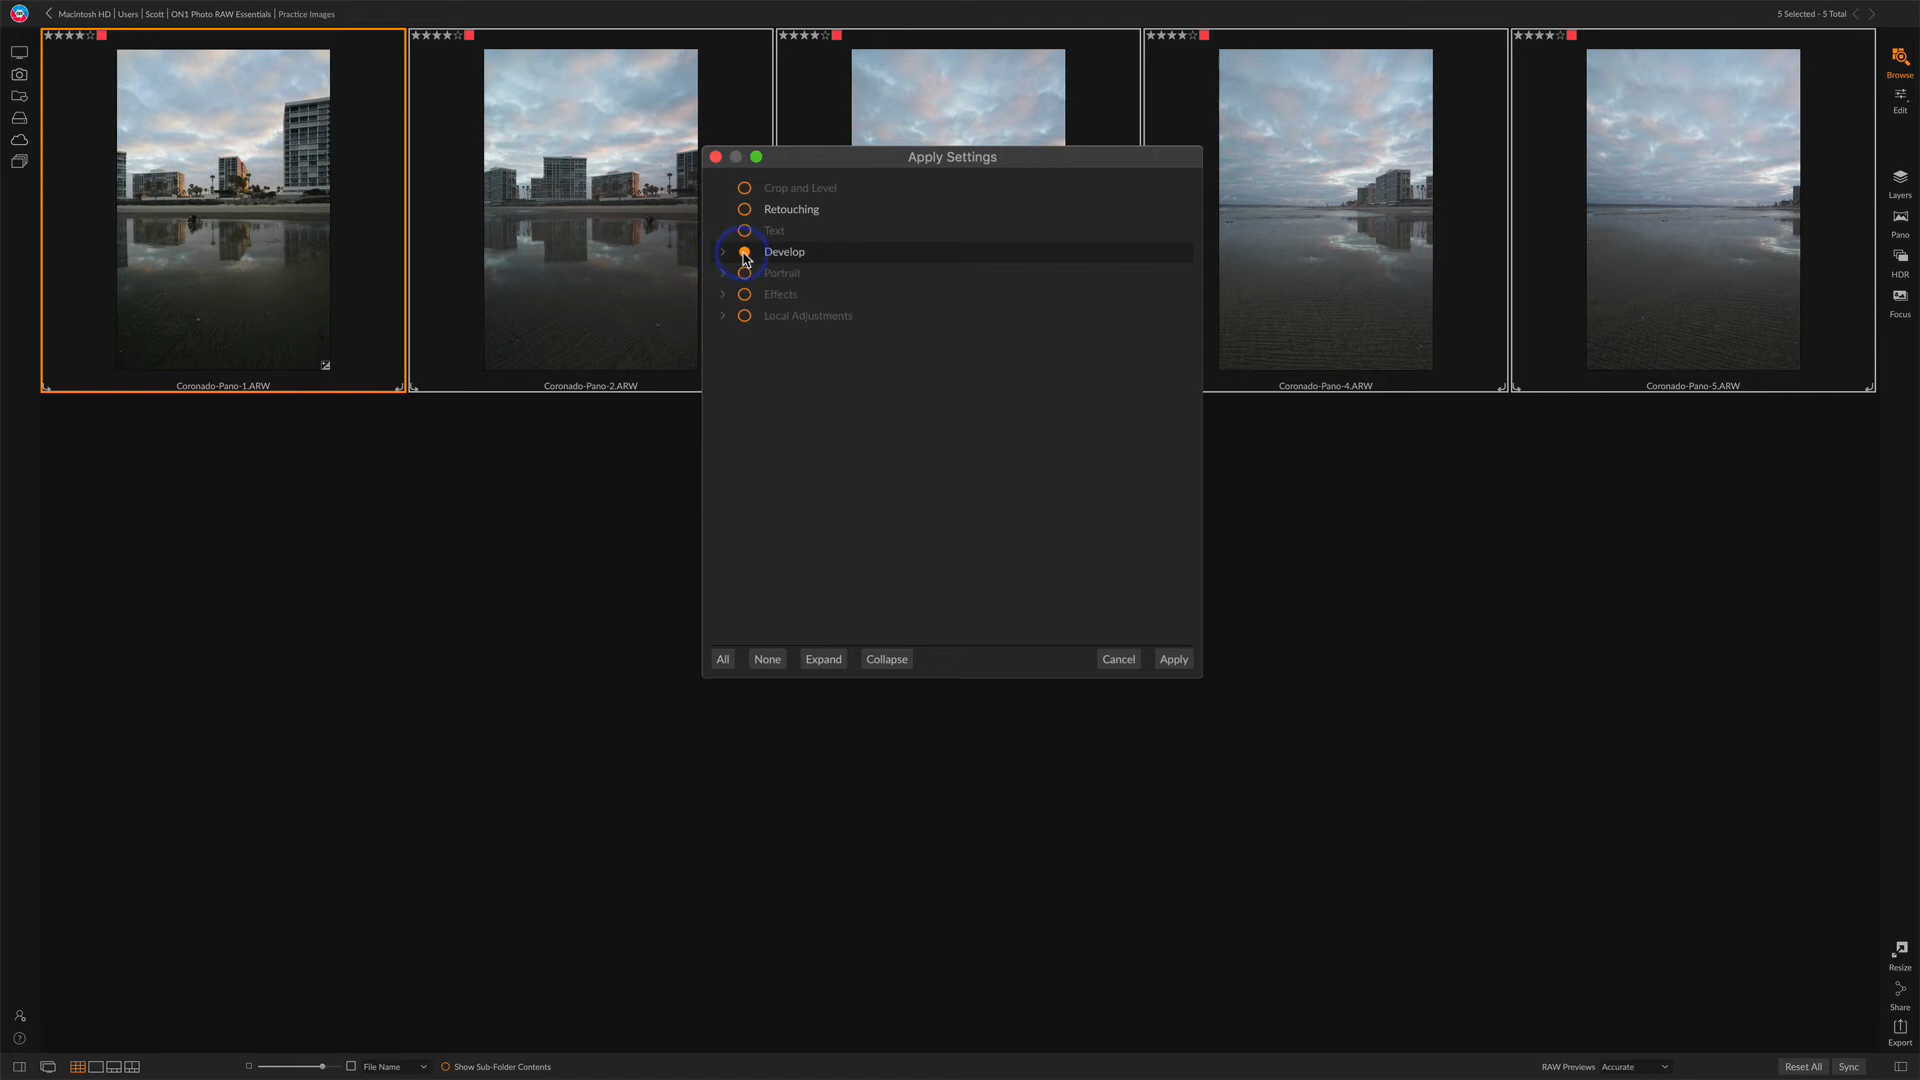 Macintosh HD | Users | Scott | ON1 Photo RAW Essentials | Practice Images
5 Selected - 5 Total
Coronado-Pano-1.ARW
Coronado-Pano-2.ARW
Coronado-Pano-4.ARW
Coronado-Pano-5.ARW
Apply Settings
Crop and Level
Retouching
Text
Develop
Portrait
Effects
Local Adjustments
All
None
Expand
Collapse
Cancel
Apply
Browse
Edit
Layers
Pano
HDR
Focus
Resize
Share
Export
File Name
Show Sub-Folder Contents
RAW Previews Accurate
Reset All
Sync